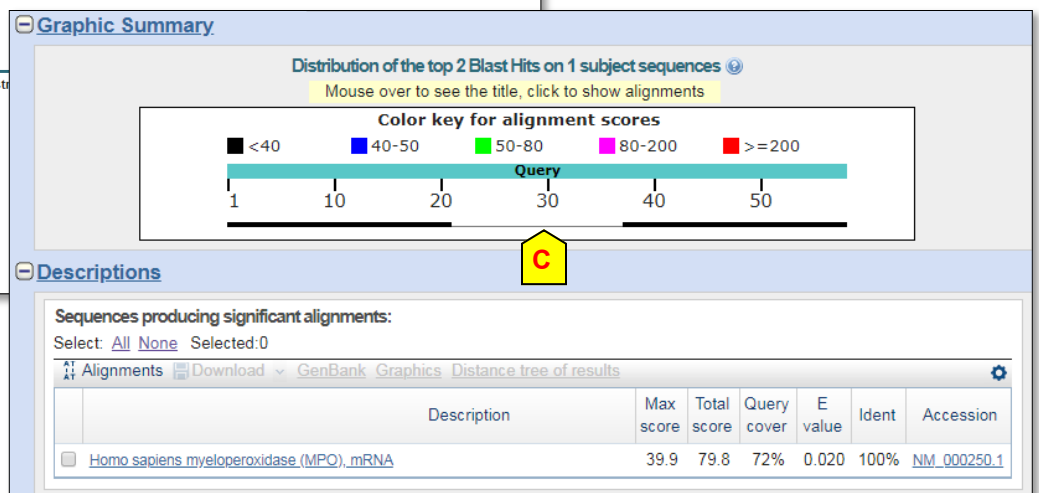 Graphic Summary
Distribution of the top 2 Blast Hits on 1 subject sequences
Mouse over to see the title, click to show alignments
Color key for alignment scores
<40 40-50 50-80 80-200 >=200
Query
1 10 20 30 40 50
C
Descriptions
Sequences producing significant alignments:
Select: All None Selected:0
Alignments Download GenBank Graphics Distance tree of results
Description Max score Total score Query cover E value Ident Accession
Homo sapiens myeloperoxidase (MPO), mRNA 39.9 79.8 72% 0.020 100% NM_000250.1